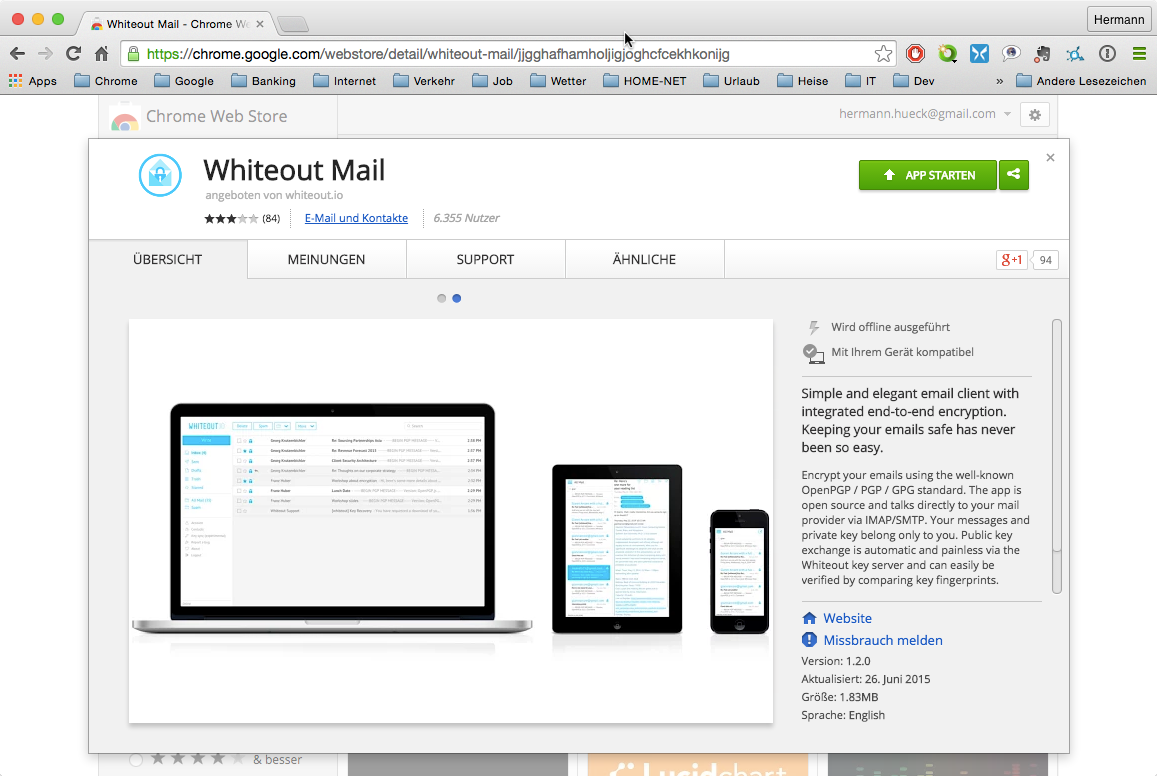 Whiteout Mail - Chrome We
Hermann
https://chrome.google.com/webstore/detail/whiteout-mail/jjgghafhamholjigjoghcfcekhkonijg
Apps Chrome Google Banking Internet Verkehr Job Wetter HOME-NET Urlaub Heise IT Dev » Andere Lesezeichen
Chrome Web Store
hermann.hueck@gmail.com
Whiteout Mail
angeboten von whiteout.io
(84) E-Mail und Kontakte 6.355 Nutzer
APP STARTEN
ÜBERSICHT MEINUNGEN SUPPORT ÄHNLICHE
g+1 94
WHITEOUT
Wird offline ausgeführt
Mit Ihrem Gerät kompatibel
Simple and elegant email client with
integrated end-to-end encryption.
Keeping your emails safe has never
been so easy.
Encrypt your emails using the well-known
OpenPGP / PGP / GPG standard. The app is
open source and talks directly to your mail
provider via IMAP/SMTP. Your messages and
private key belong only to you. Public key
exchange is automatic and painless via the
Whiteout key server and can easily be
verified by companing key fingerprints.
Website
Missbrauch melden
Version: 1.2.0
Aktualisiert: 26. Juni 2015
Größe: 1.83MB
Sprache: English
& besser
Lucidchart